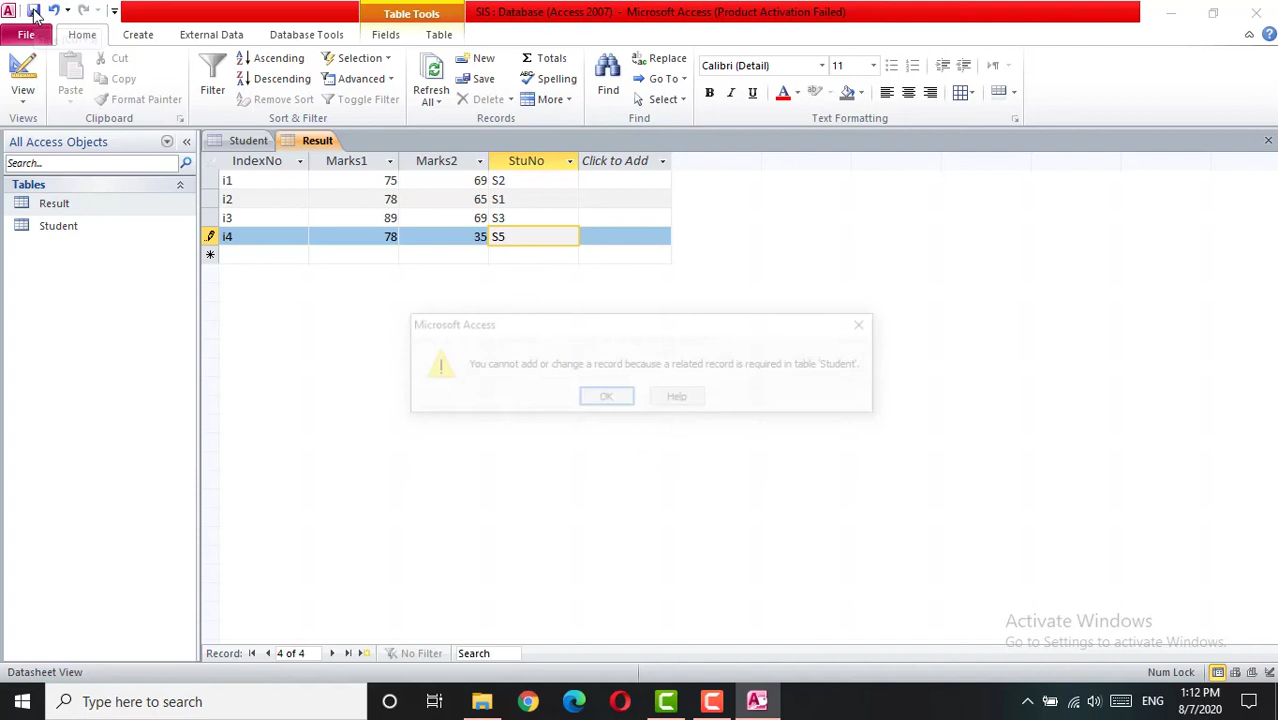 Table Tools
SIS : Database (Access 2007) - Microsoft Access (Product Activation Failed)
File Home Create External Data Database Tools Fields Table
View
Views
Paste
Cut
Copy
Format Painter
Clipboard
Filter
Ascending
Descending
Remove Sort
Selection
Advanced
Toggle Filter
Sort & Filter
Refresh
All
New
Save
Delete
Totals
Spelling
More
Records
Find
Replace
Go To
Select
Find
Calibri (Detail) 11
B I U A
Text Formatting
All Access Objects
Search..
Tables
Result
Student
Student Result
IndexNo Marks1 Marks2 StuNo Click to Add
i1 75 69 S2
i2 78 65 S1
i3 89 69 S3
i4 78 35 S5
Microsoft Access
You cannot add or change a record because a related record is required in table 'Student'.
OK Help
Activate Windows
Go to Settings to activate Windows.
Record: 4 of 4 No Filter Search
Datasheet View Num Lock
Type here to search
ENG
1:12 PM
8/7/2020